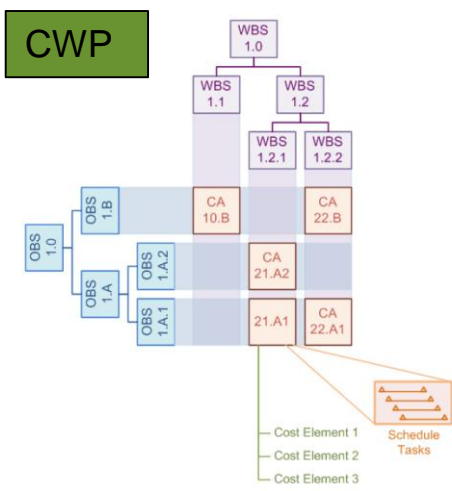 CWP
WBS
1.0
WBS
1.1
WBS
1.2
WBS
1.2.1
WBS
1.2.2
OBS
1.0
OBS
1.B
CA
10.B
CA
22.B
OBS
1.A
OBS
1.A.2
CA
21.A2
OBS
1.A.1
21.A1
CA
22.A1
Cost Element 1
Cost Element 2
Cost Element 3
Schedule
Tasks